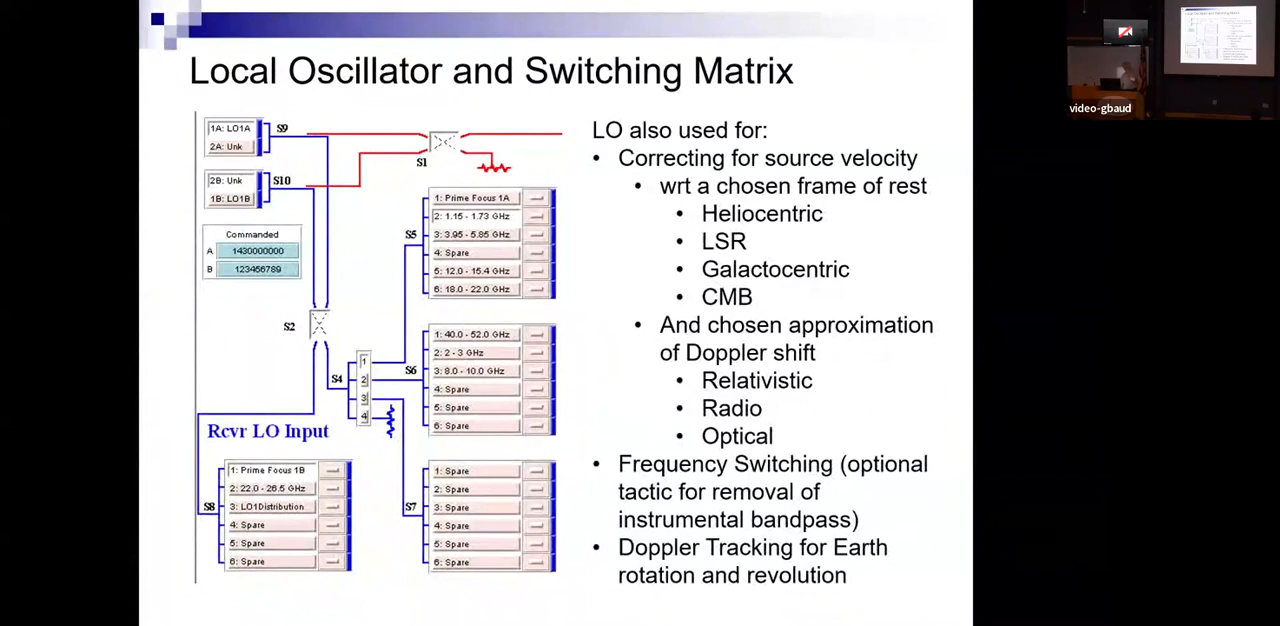 Local Oscillator and Switching Matrix
1A: LO1A
2A: Unk
S9
2B: Unk
1B: LO1B
S10
S1
Commanded
A 1430000000
B 123456789
S2
S4
1
2
3
4
S5
1: Prime Focus 1A
2: 1.15 - 1.73 GHz
3: 3.95 - 5.85 GHz
4: Spare
5: 12.0 - 15.4 GHz
6: 18.0 - 22.0 GHz
S6
1: 40.0 - 52.0 GHz
2: 2 - 3 GHz
3: 8.0 - 10.0 GHz
4: Spare
5: Spare
6: Spare
Rcvr LO Input
S8
1: Prime Focus 1B
2: 22.0 - 26.5 GHz
3: LO1Distribution
4: Spare
5: Spare
6: Spare
S7
1: Spare
2: Spare
3: Spare
4: Spare
5: Spare
6: Spare
LO also used for:
• Correcting for source velocity
• wrt a chosen frame of rest
• Heliocentric
• LSR
• Galactocentric
• CMB
• And chosen approximation
of Doppler shift
• Relativistic
• Radio
• Optical
• Frequency Switching (optional
tactic for removal of
instrumental bandpass)
• Doppler Tracking for Earth
rotation and revolution
video-gbaud